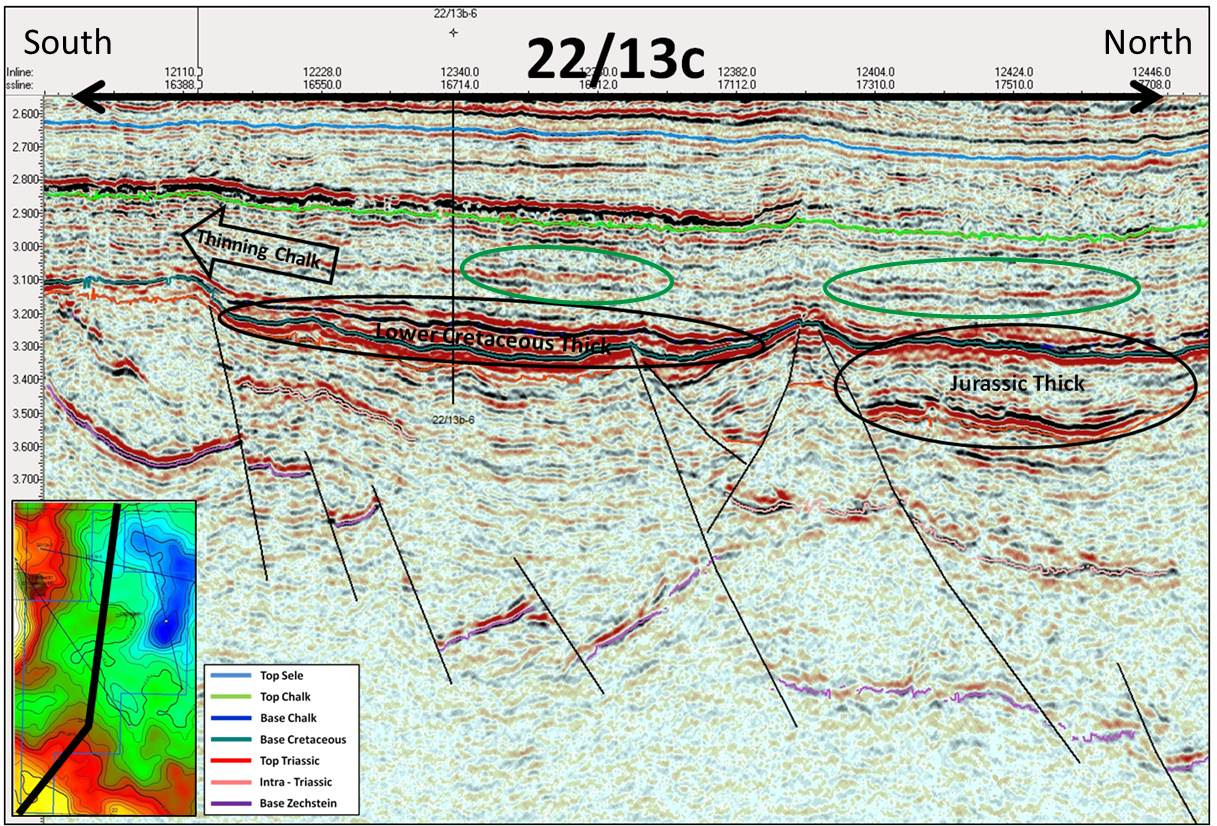 22/13b-6
South
22/13c
North
Inline:
12110.0
12228.0
12340.0
12382.0
12404.0
12424.0
12446.0
ssline:
16388.
16550.0
16714.0
17112.0
17310.0
17510.0
2.600
2.700
2.800
2.900
3.000
3.100
3.200
3.300
3.400
3.500
3.600
3.700
Thinning Chalk
Lower Cretaceous Thick
Jurassic Thick
22/13b-6
Top Sele
Top Chalk
Base Chalk
Base Cretaceous
Top Triassic
Intra - Triassic
Base Zechstein